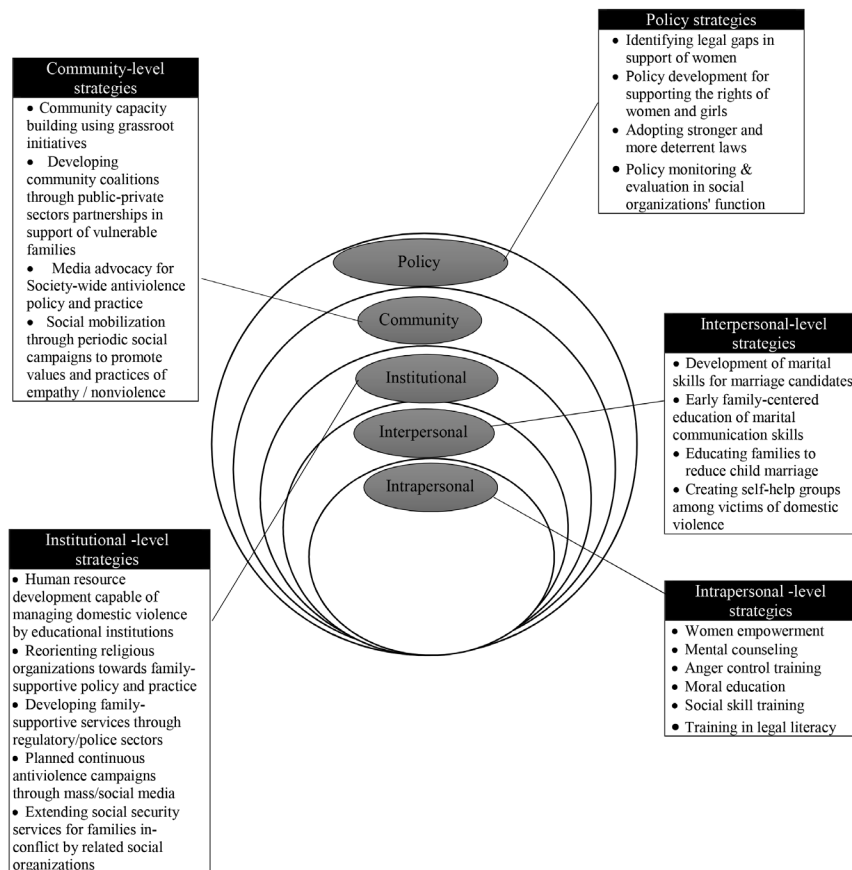 Policy strategies
• Identifying legal gaps in
support of women
• Policy development for
supporting the rights of
women and girls
• Adopting stronger and
more deterrent laws
• Policy monitoring &
evaluation in social
organizations' function
Community-level
strategies
• Community capacity
building using grassroot
initiatives
• Developing
community coalitions
through public-private
sectors partnerships in
support of vulnerable
families
• Media advocacy for
Society-wide antiviolence
policy and practice
• Social mobilization
through periodic social
campaigns to promote
values and practices of
empathy / nonviolence
Policy
Community
Institutional
Interpersonal
Intrapersonal
Interpersonal-level
strategies
• Development of marital
skills for marriage candidates
• Early family-centered
education of marital
communication skills
• Educating families to
reduce child marriage
• Creating self-help groups
among victims of domestic
violence
Institutional -level
strategies
• Human resource
development capable of
managing domestic violence
by educational institutions
• Reorienting religious
organizations towards family-
supportive policy and practice
• Developing family-
supportive services through
regulatory/police sectors
• Planned continuous
antiviolence campaigns
through mass/social media
• Extending social security
services for families in-
conflict by related social
organizations
Intrapersonal -level
strategies
• Women empowerment
• Mental counseling
• Anger control training
• Moral education
• Social skill training
• Training in legal literacy